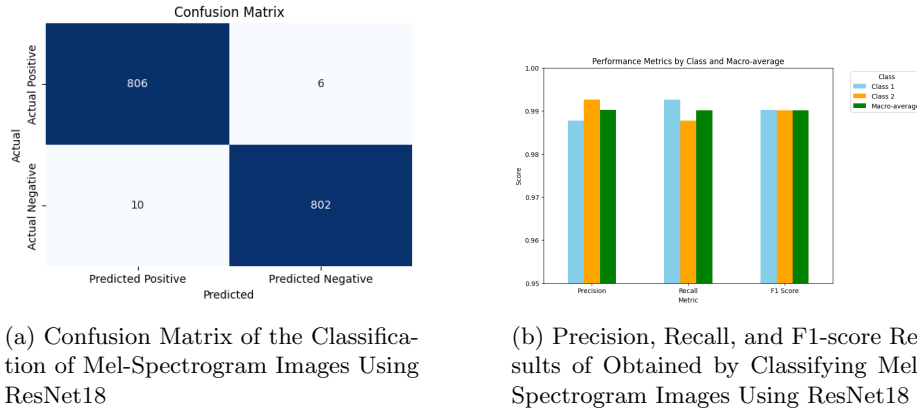 Confusion Matrix
Actual Positive
806
6
Actual
Actual Negative
10
802
Predicted Positive
Predicted Negative
Predicted
(a) Confusion Matrix of the Classifica-
tion of Mel-Spectrogram Images Using
ResNet18
Performance Metrics by Class and Macro-average
Class
Class 1
Class 2
Macro-average
1.00
0.99
0.98
0.97
0.96
0.95
Score
Precision
Recall
F1 Score
Metric
(b) Precision, Recall, and F1-score Re
sults of Obtained by Classifying Mel
Spectrogram Images Using ResNet18